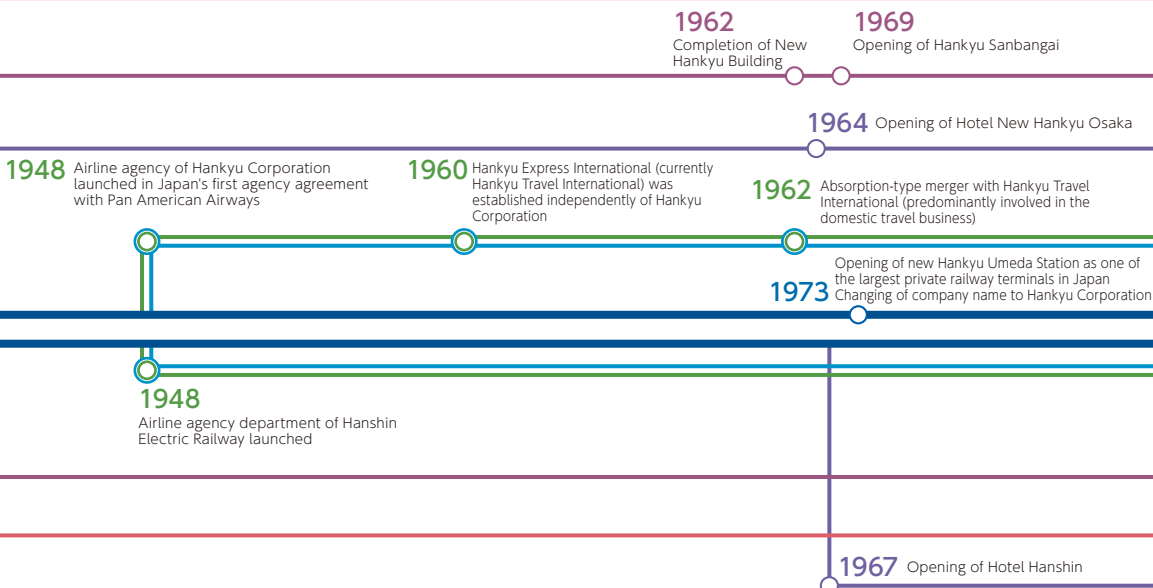 1962
Completion of New
Hankyu Building
1969
Opening of Hankyu Sanbangai
1964 Opening of Hotel New Hankyu Osaka
1948 Airline agency of Hankyu Corporation
launched in Japan's first agency agreement
with Pan American Airways
1960 Hankyu Express International (currently
Hankyu Travel International) was
established independently of Hankyu
Corporation
1962 Absorption-type merger with Hankyu Travel
International (predominantly involved in the
domestic travel business)
1973 Opening of new Hankyu Umeda Station as one of
the largest private railway terminals in Japan
Changing of company name to Hankyu Corporation
1948
Airline agency department of Hanshin
Electric Railway launched
1967 Opening of Hotel Hanshin